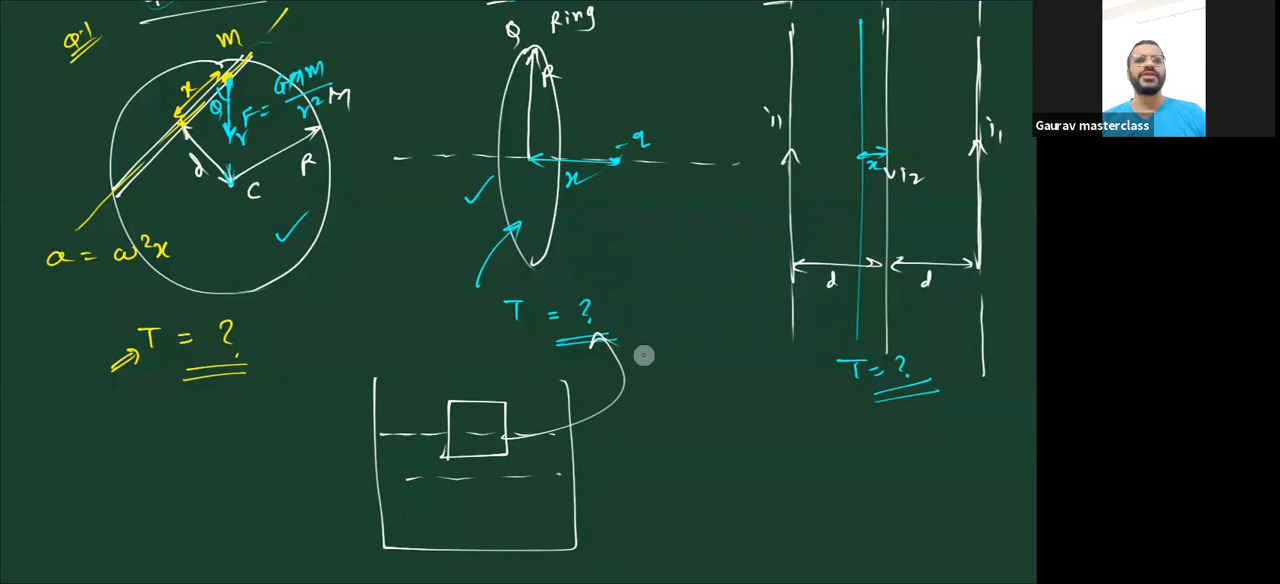 Q.1
m
x
θ
F = GMm/r²
M
r
d
R
C
a = ω²x
T = ?
Q Ring
R
-q
x
T = ?
i₁
i₁
x
i₂
d
d
T = ?
Gaurav masterclass